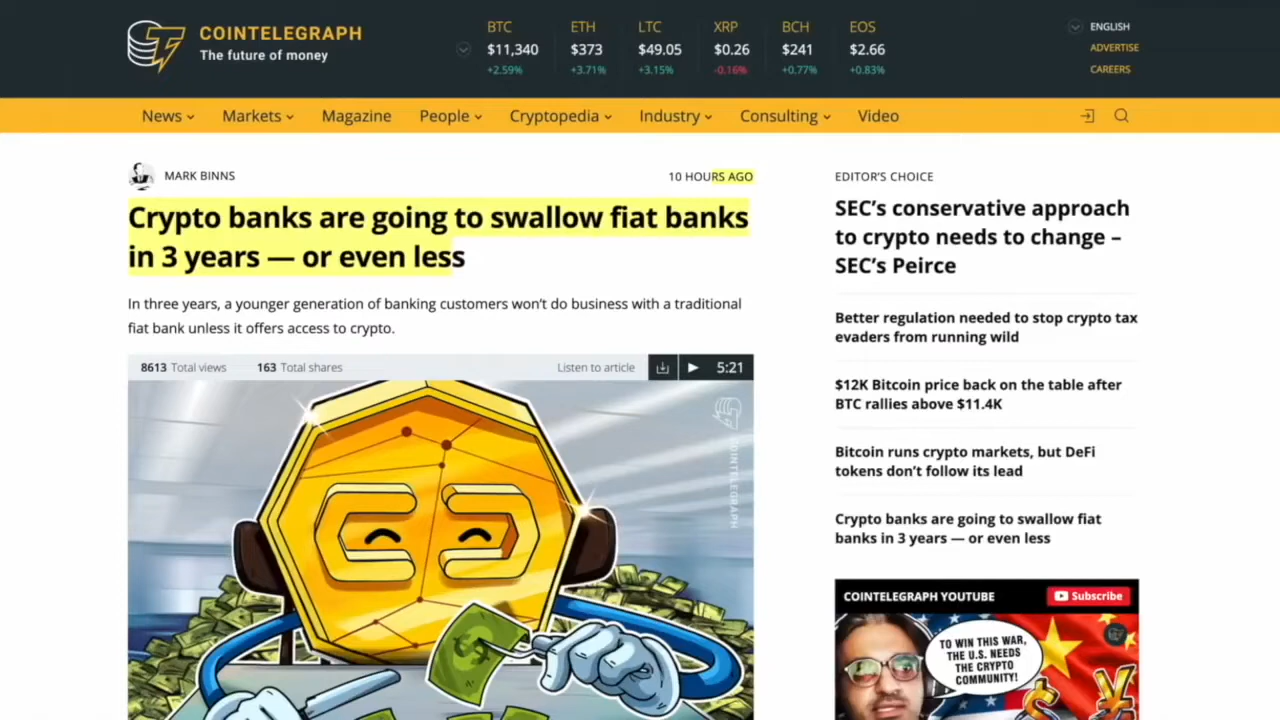 COINTELEGRAPH
The future of money
BTC
$11,340
+2.59%
ETH
$373
+3.71%
LTC
$49.05
+3.15%
XRP
$0.26
-0.16%
BCH
$241
+0.77%
EOS
$2.66
+0.83%
ENGLISH
ADVERTISE
CAREERS
News
Markets
Magazine
People
Cryptopedia
Industry
Consulting
Video
MARK BINNS
10 HOURS AGO
Crypto banks are going to swallow fiat banks
in 3 years — or even less
In three years, a younger generation of banking customers won't do business with a traditional
fiat bank unless it offers access to crypto.
8613 Total views
163 Total shares
Listen to article
5:21
COINTELEGRAPH
EDITOR'S CHOICE
SEC's conservative approach
to crypto needs to change –
SEC's Peirce
Better regulation needed to stop crypto tax
evaders from running wild
$12K Bitcoin price back on the table after
BTC rallies above $11.4K
Bitcoin runs crypto markets, but DeFi
tokens don't follow its lead
Crypto banks are going to swallow fiat
banks in 3 years — or even less
COINTELEGRAPH YOUTUBE
Subscribe
TO WIN THIS WAR,
THE U.S. NEEDS
THE CRYPTO
COMMUNITY!